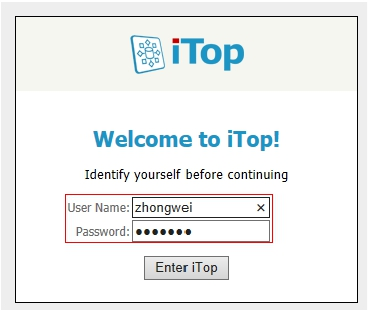 iTop
Welcome to iTop!
Identify yourself before continuing
User Name: zhongwei ×
Password: ●●●●●●●
Enter iTop